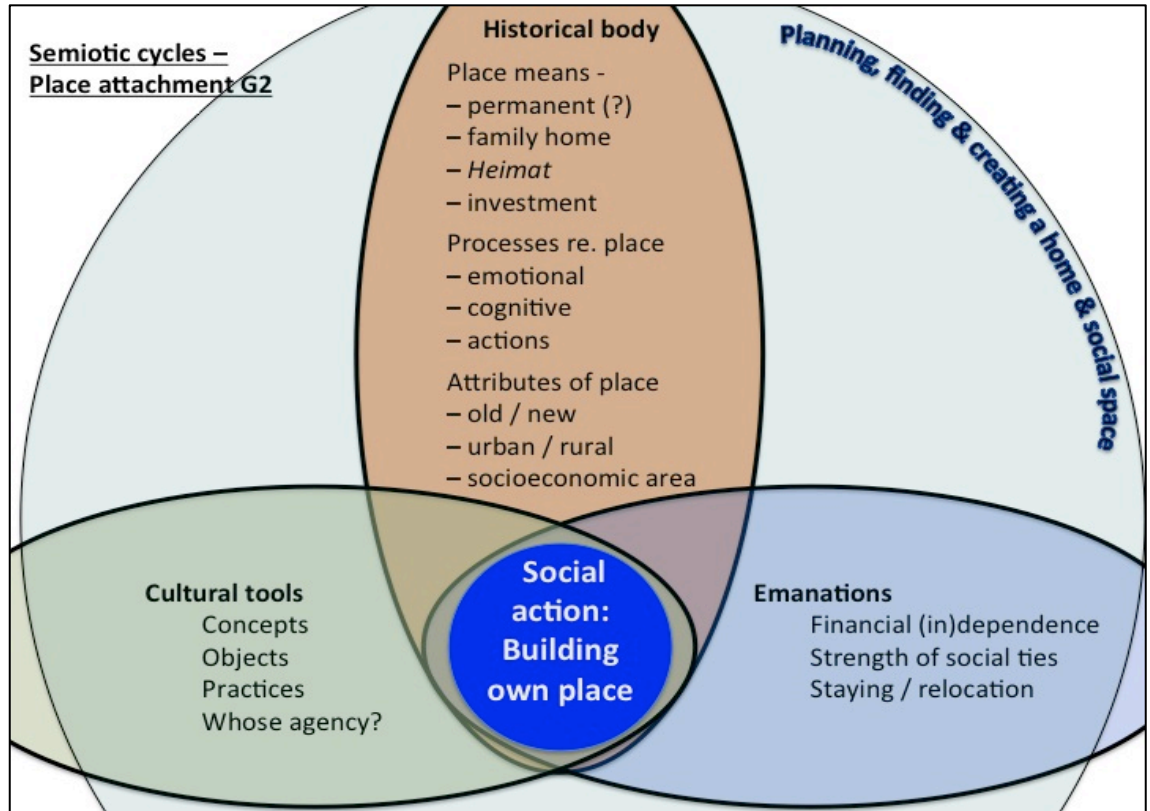 Semiotic cycles –
Place attachment G2
Historical body
Place means -
– permanent (?)
– family home
– Heimat
– investment
Processes re. place
– emotional
– cognitive
– actions
Attributes of place
– old / new
– urban / rural
– socioeconomic area
Planning, finding & creating a home & social space
Cultural tools
Concepts
Objects
Practices
Whose agency?
Social
action:
Building
own place
Emanations
Financial (in)dependence
Strength of social ties
Staying / relocation